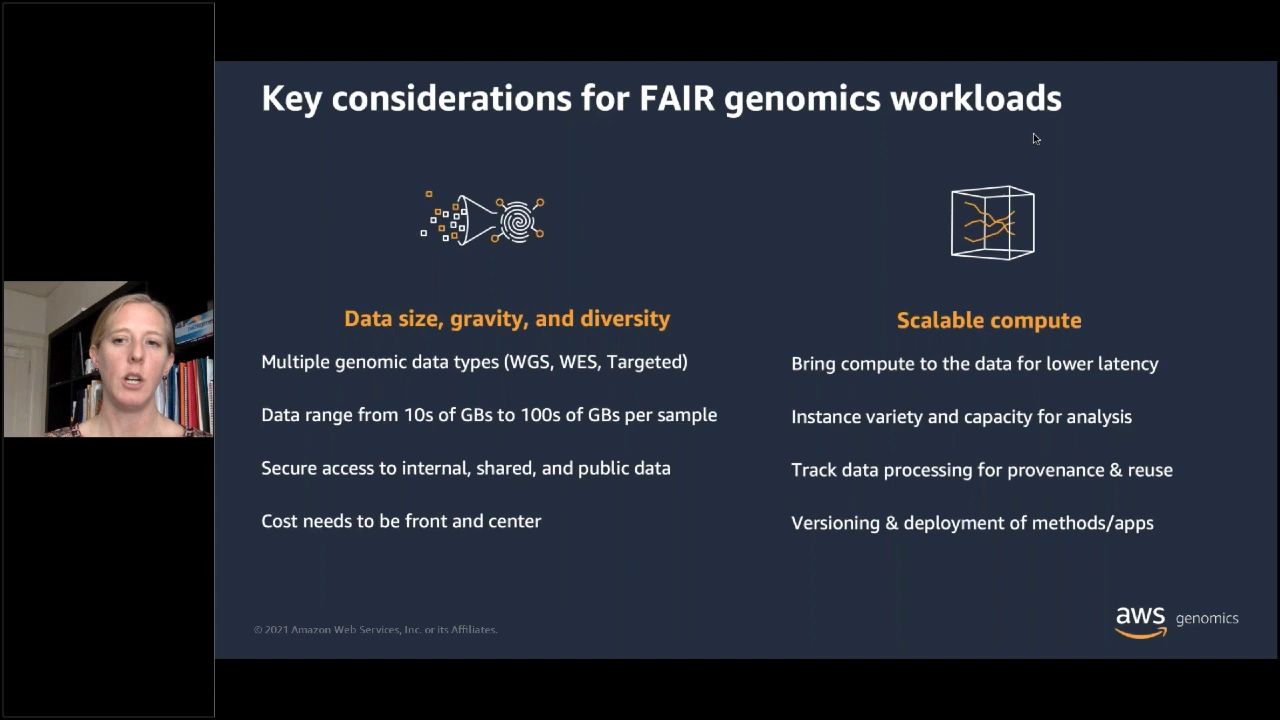 Key considerations for FAIR genomics workloads
Data size, gravity, and diversity
Multiple genomic data types (WGS, WES, Targeted)
Data range from 10s of GBs to 100s of GBs per sample
Secure access to internal, shared, and public data
Cost needs to be front and center
Scalable compute
Bring compute to the data for lower latency
Instance variety and capacity for analysis
Track data processing for provenance & reuse
Versioning & deployment of methods/apps
© 2021 Amazon Web Services, Inc. or its Affiliates.
aws genomics